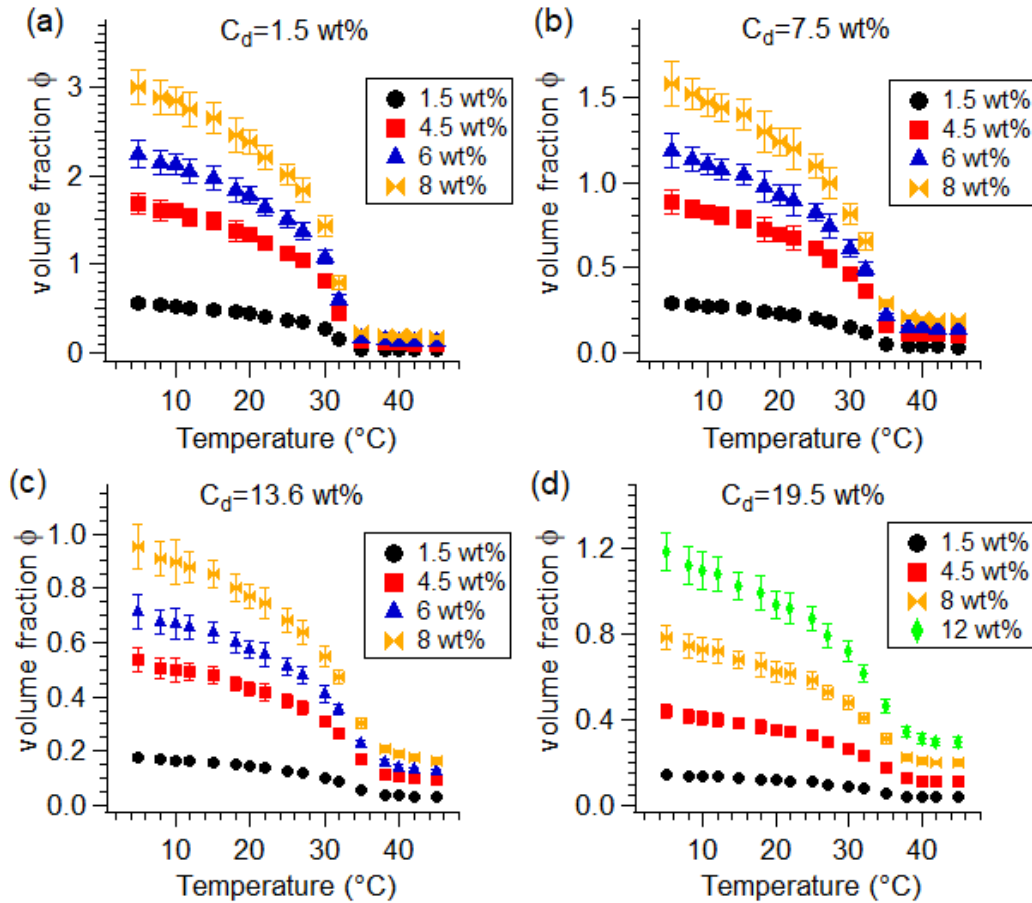 (a)
C_d=1.5 wt%
volume fraction ϕ
3
2
1
0
1.5 wt%
4.5 wt%
6 wt%
8 wt%
10 20 30 40
Temperature (°C)
(b)
C_d=7.5 wt%
volume fraction ϕ
1.5
1.0
0.5
0.0
1.5 wt%
4.5 wt%
6 wt%
8 wt%
10 20 30 40
Temperature (°C)
(c)
C_d=13.6 wt%
volume fraction ϕ
1.0
0.8
0.6
0.4
0.2
0.0
1.5 wt%
4.5 wt%
6 wt%
8 wt%
10 20 30 40
Temperature (°C)
(d)
C_d=19.5 wt%
volume fraction ϕ
1.2
0.8
0.4
0.0
1.5 wt%
4.5 wt%
8 wt%
12 wt%
10 20 30 40
Temperature (°C)